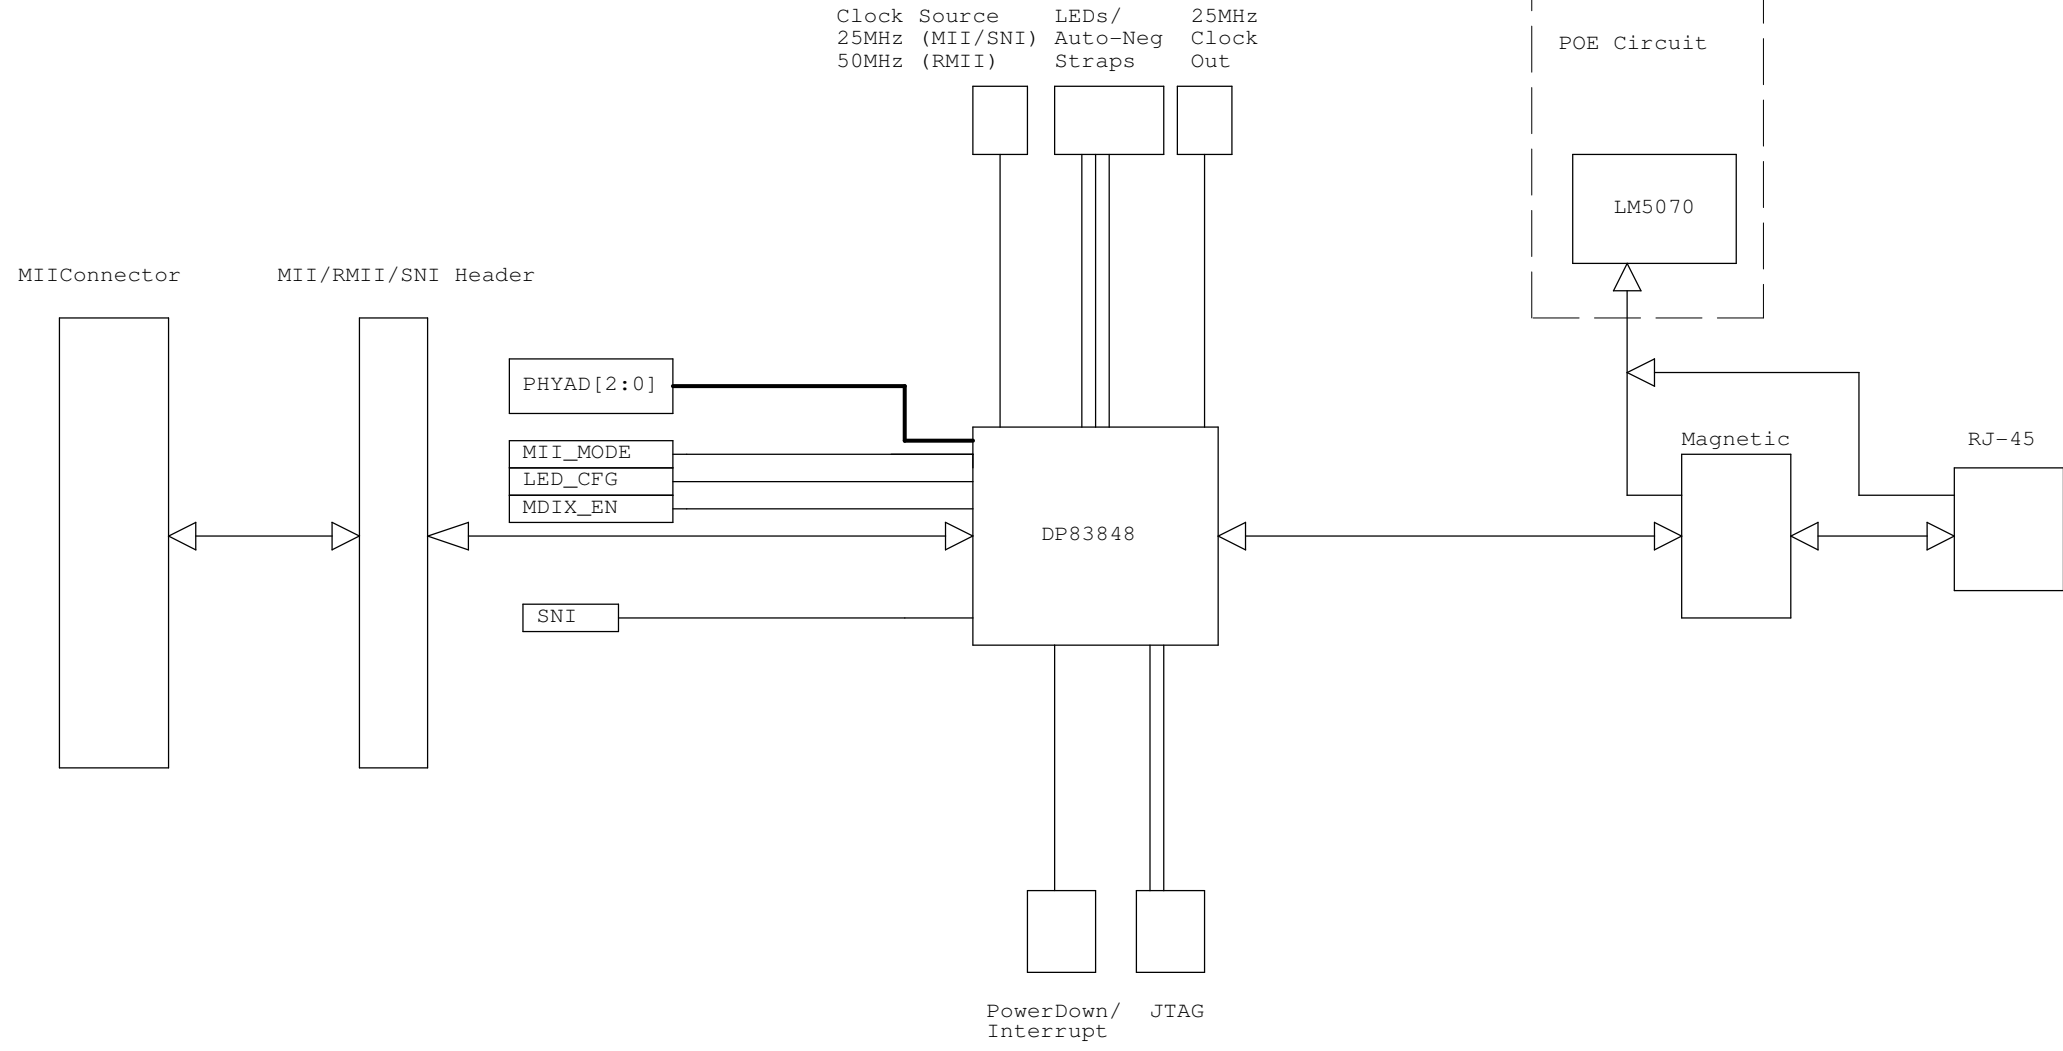 Clock Source
25MHz (MII/SNI)
50MHz (RMII)
LEDs/
Auto-Neg
Straps
25MHz
Clock
Out
POE Circuit
LM5070
MIIConnector
MII/RMII/SNI Header
PHYAD[2:0]
MII_MODE
LED_CFG
MDIX_EN
SNI
DP83848
Magnetic
RJ-45
PowerDown/
Interrupt
JTAG